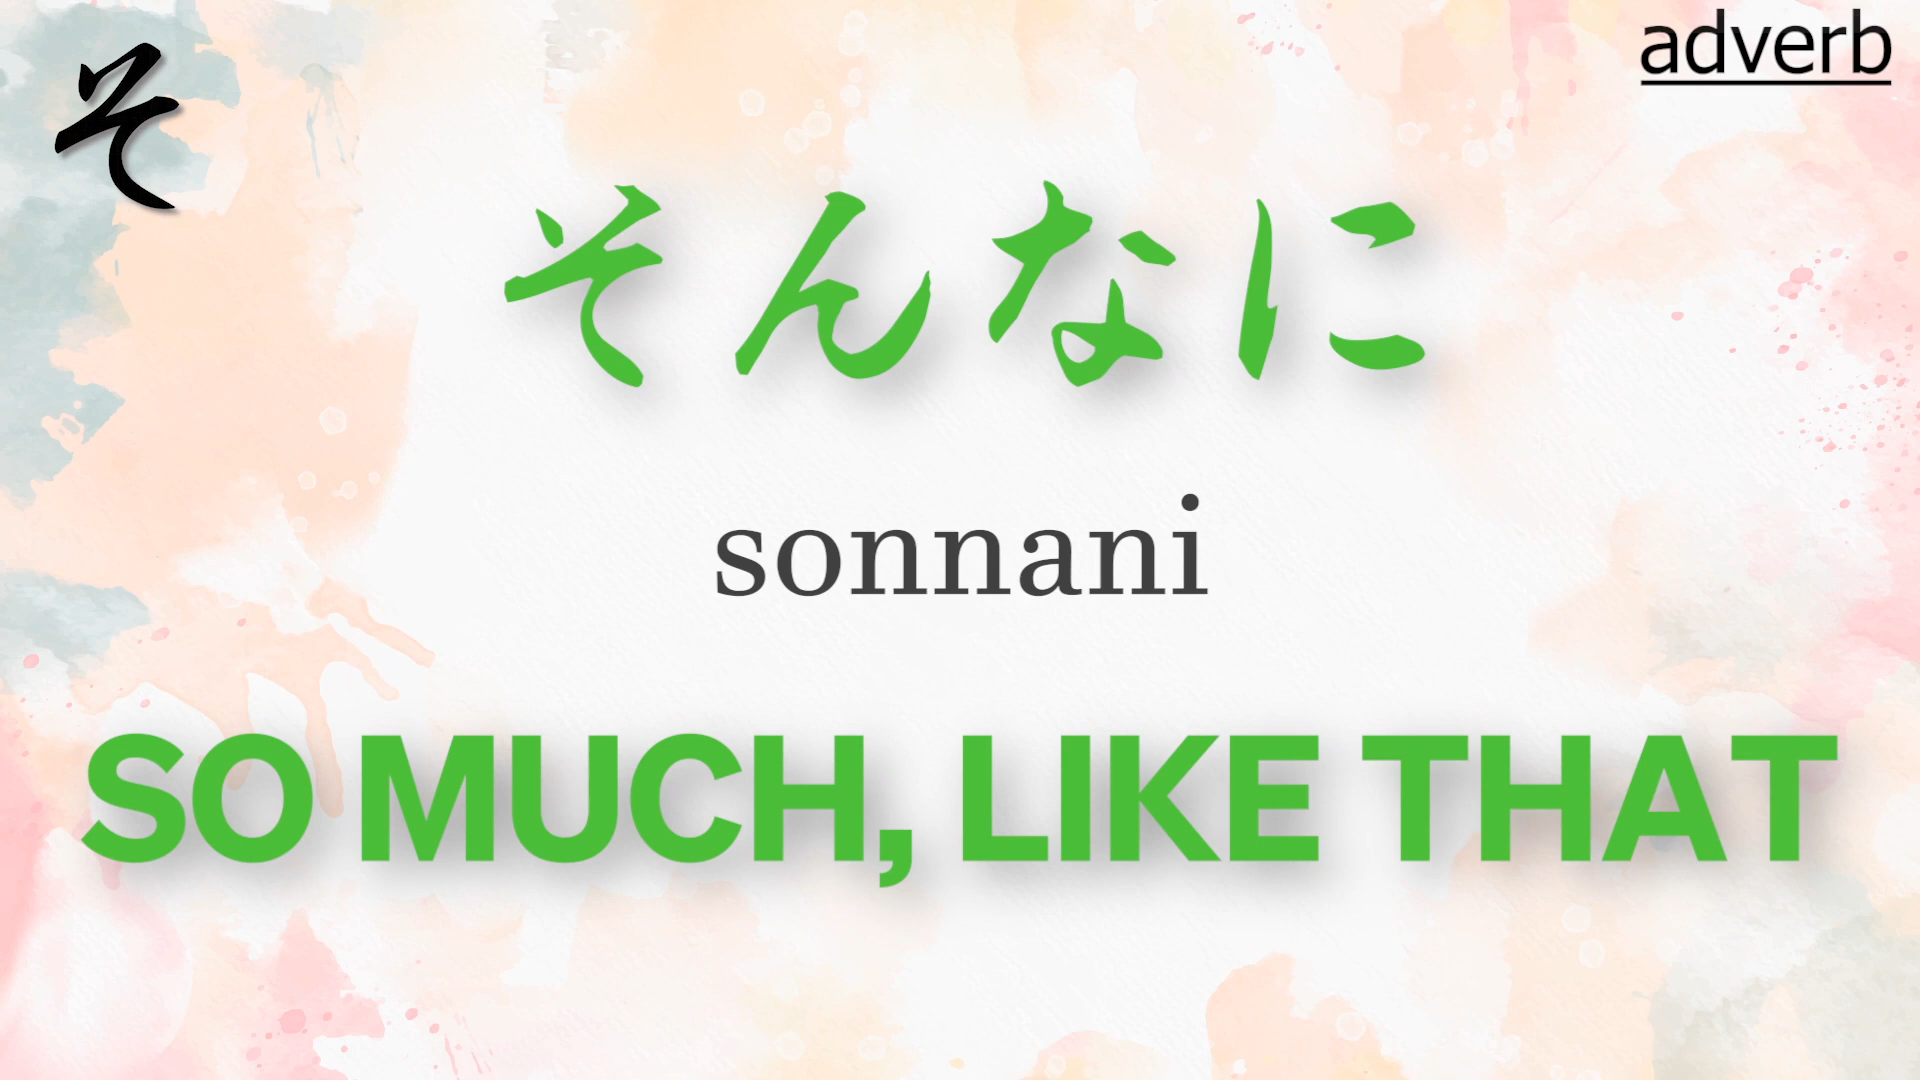 そ
adverb
そんなに
sonnani
SO MUCH, LIKE THAT